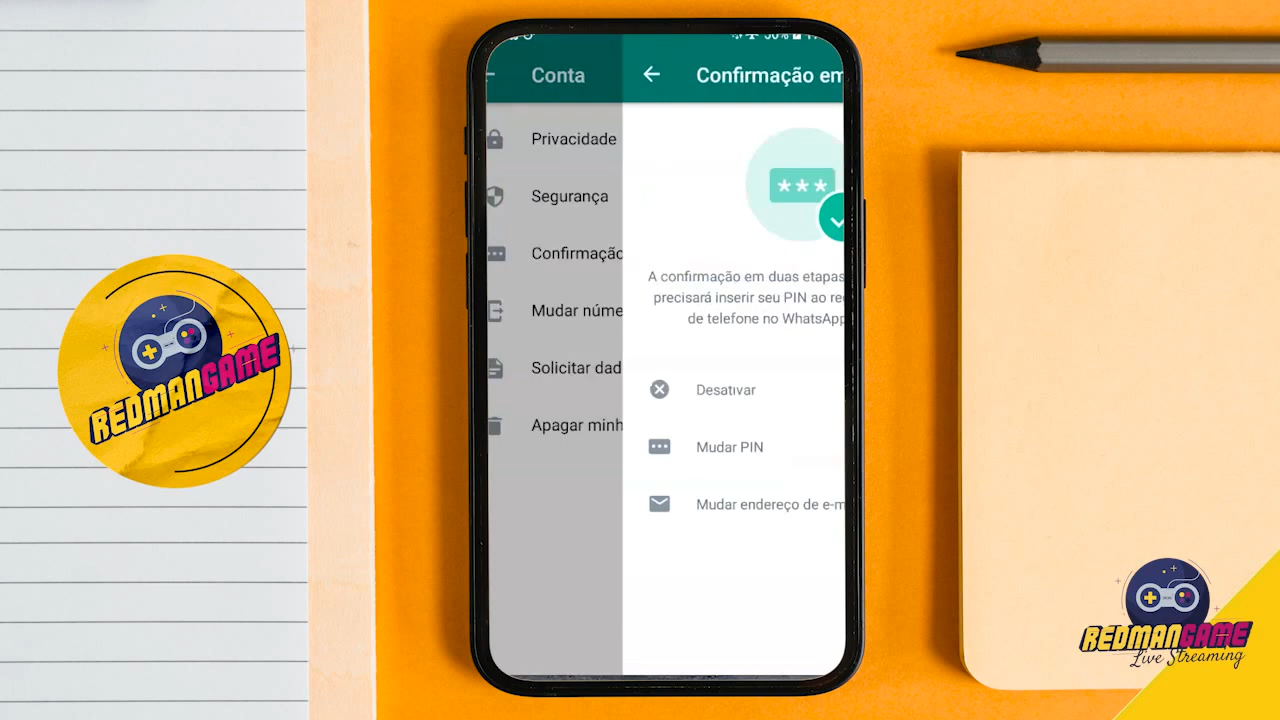 Conta
Confirmação em
Privacidade
Segurança
Confirmação
Mudar núme
Solicitar dad
Apagar minh
***
A confirmação em duas etapas
precisará inserir seu PIN ao re
de telefone no WhatsApp
Desativar
Mudar PIN
Mudar endereço de e-m
REDMANGAME
REDMANGAME
Live Streaming